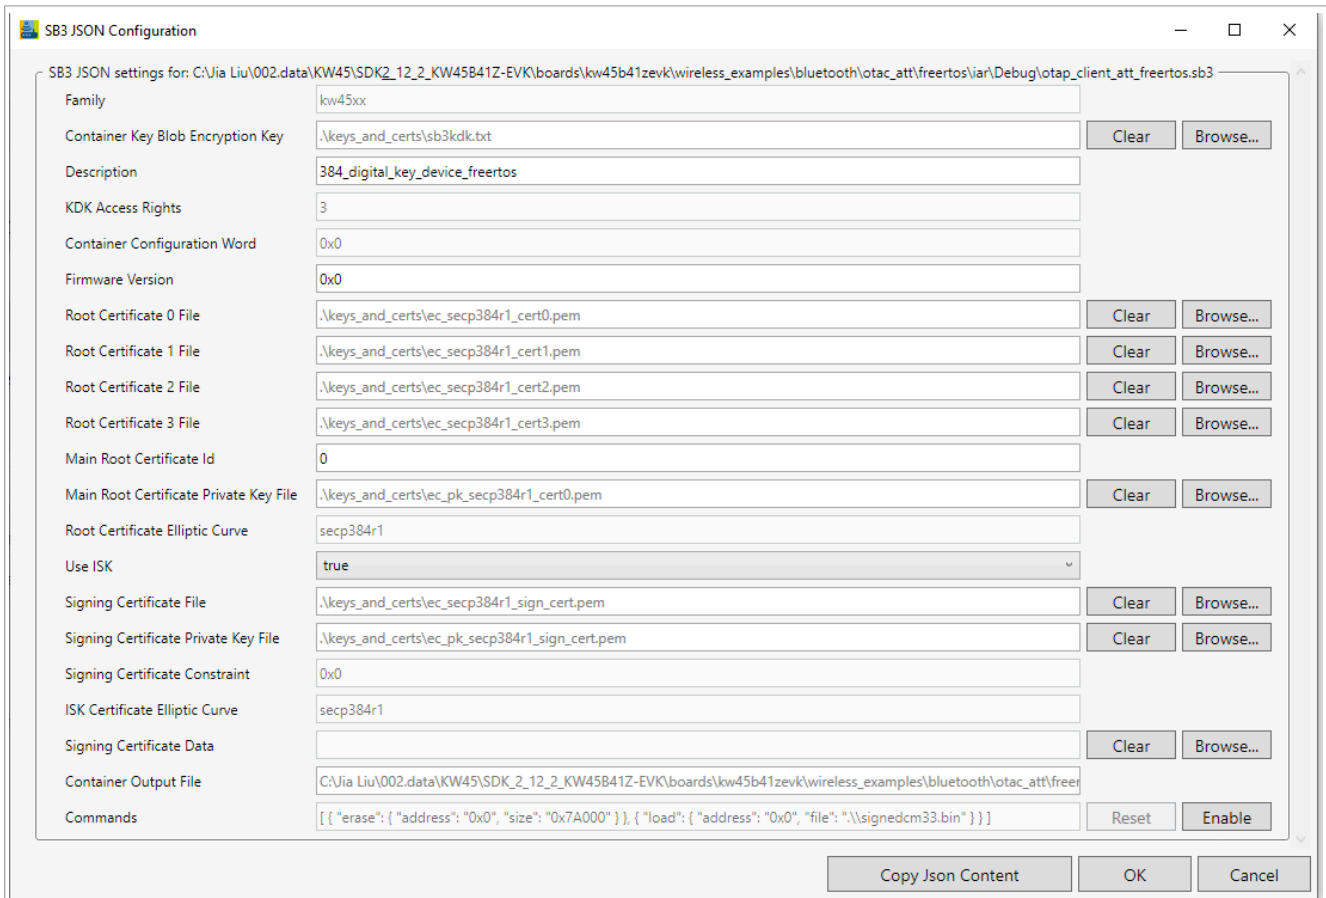 SB3 JSON Configuration
SB3 JSON settings for: C:\Jia Liu\002.data\KW45\SDK2_12_2_KW45B41Z-EVK\boards\kw45b41zevk\wireless_examples\bluetooth\otac_att\freertos\iar\Debug\otap_client_att_freertos.sb3
Family kw45xx
Container Key Blob Encryption Key .\keys_and_certs\sb3kdk.txt Clear Browse...
Description 384_digital_key_device_freertos
KDK Access Rights 3
Container Configuration Word 0x0
Firmware Version 0x0
Root Certificate 0 File .\keys_and_certs\ec_secp384r1_cert0.pem Clear Browse...
Root Certificate 1 File .\keys_and_certs\ec_secp384r1_cert1.pem Clear Browse...
Root Certificate 2 File .\keys_and_certs\ec_secp384r1_cert2.pem Clear Browse...
Root Certificate 3 File .\keys_and_certs\ec_secp384r1_cert3.pem Clear Browse...
Main Root Certificate Id 0
Main Root Certificate Private Key File .\keys_and_certs\ec_pk_secp384r1_cert0.pem Clear Browse...
Root Certificate Elliptic Curve secp384r1
Use ISK true
Signing Certificate File .\keys_and_certs\ec_secp384r1_sign_cert.pem Clear Browse...
Signing Certificate Private Key File .\keys_and_certs\ec_pk_secp384r1_sign_cert.pem Clear Browse...
Signing Certificate Constraint 0x0
ISK Certificate Elliptic Curve secp384r1
Signing Certificate Data Clear Browse...
Container Output File C:\Jia Liu\002.data\KW45\SDK_2_12_2_KW45B41Z-EVK\boards\kw45b41zevk\wireless_examples\bluetooth\otac_att\freer
Commands [ { "erase": { "address": "0x0", "size": "0x7A000" } }, { "load": { "address": "0x0", "file": ".\\signedcm33.bin" } } ] Reset Enable
Copy Json Content OK Cancel